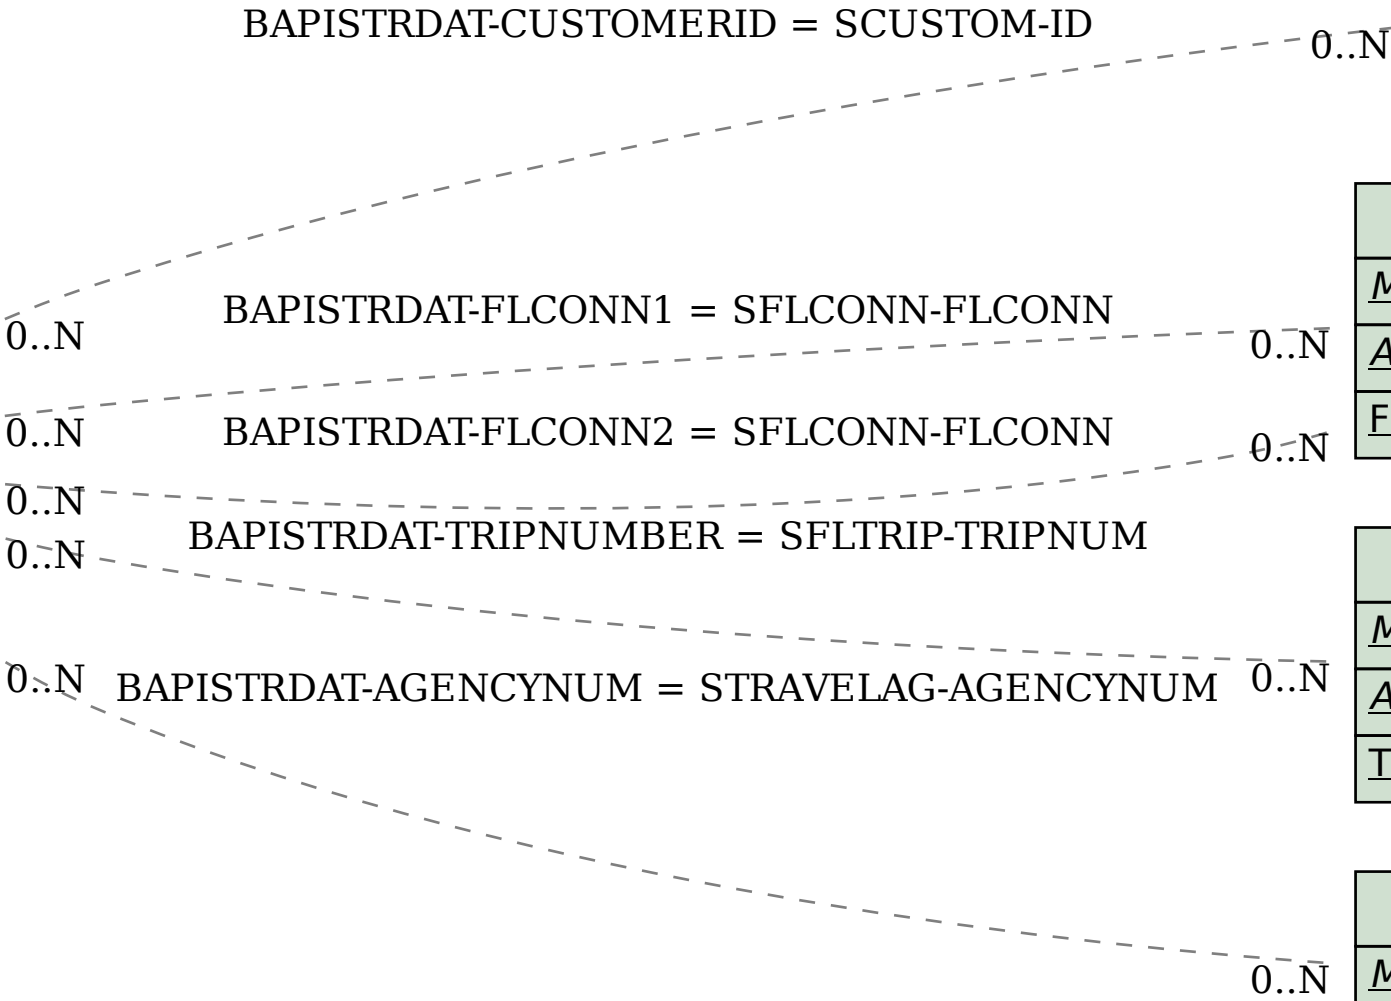 BAPISTRDAT-CUSTOMERID = SCUSTOM-ID
0..N
BAPISTRDAT-FLCONN1 = SFLCONN-FLCONN
0..N
0..N
BAPISTRDAT-FLCONN2 = SFLCONN-FLCONN
0..N
0..N
0..N
BAPISTRDAT-TRIPNUMBER = SFLTRIP-TRIPNUM
0..N
BAPISTRDAT-AGENCYNUM = STRAVELAG-AGENCYNUM
0..N
0..N
0..N